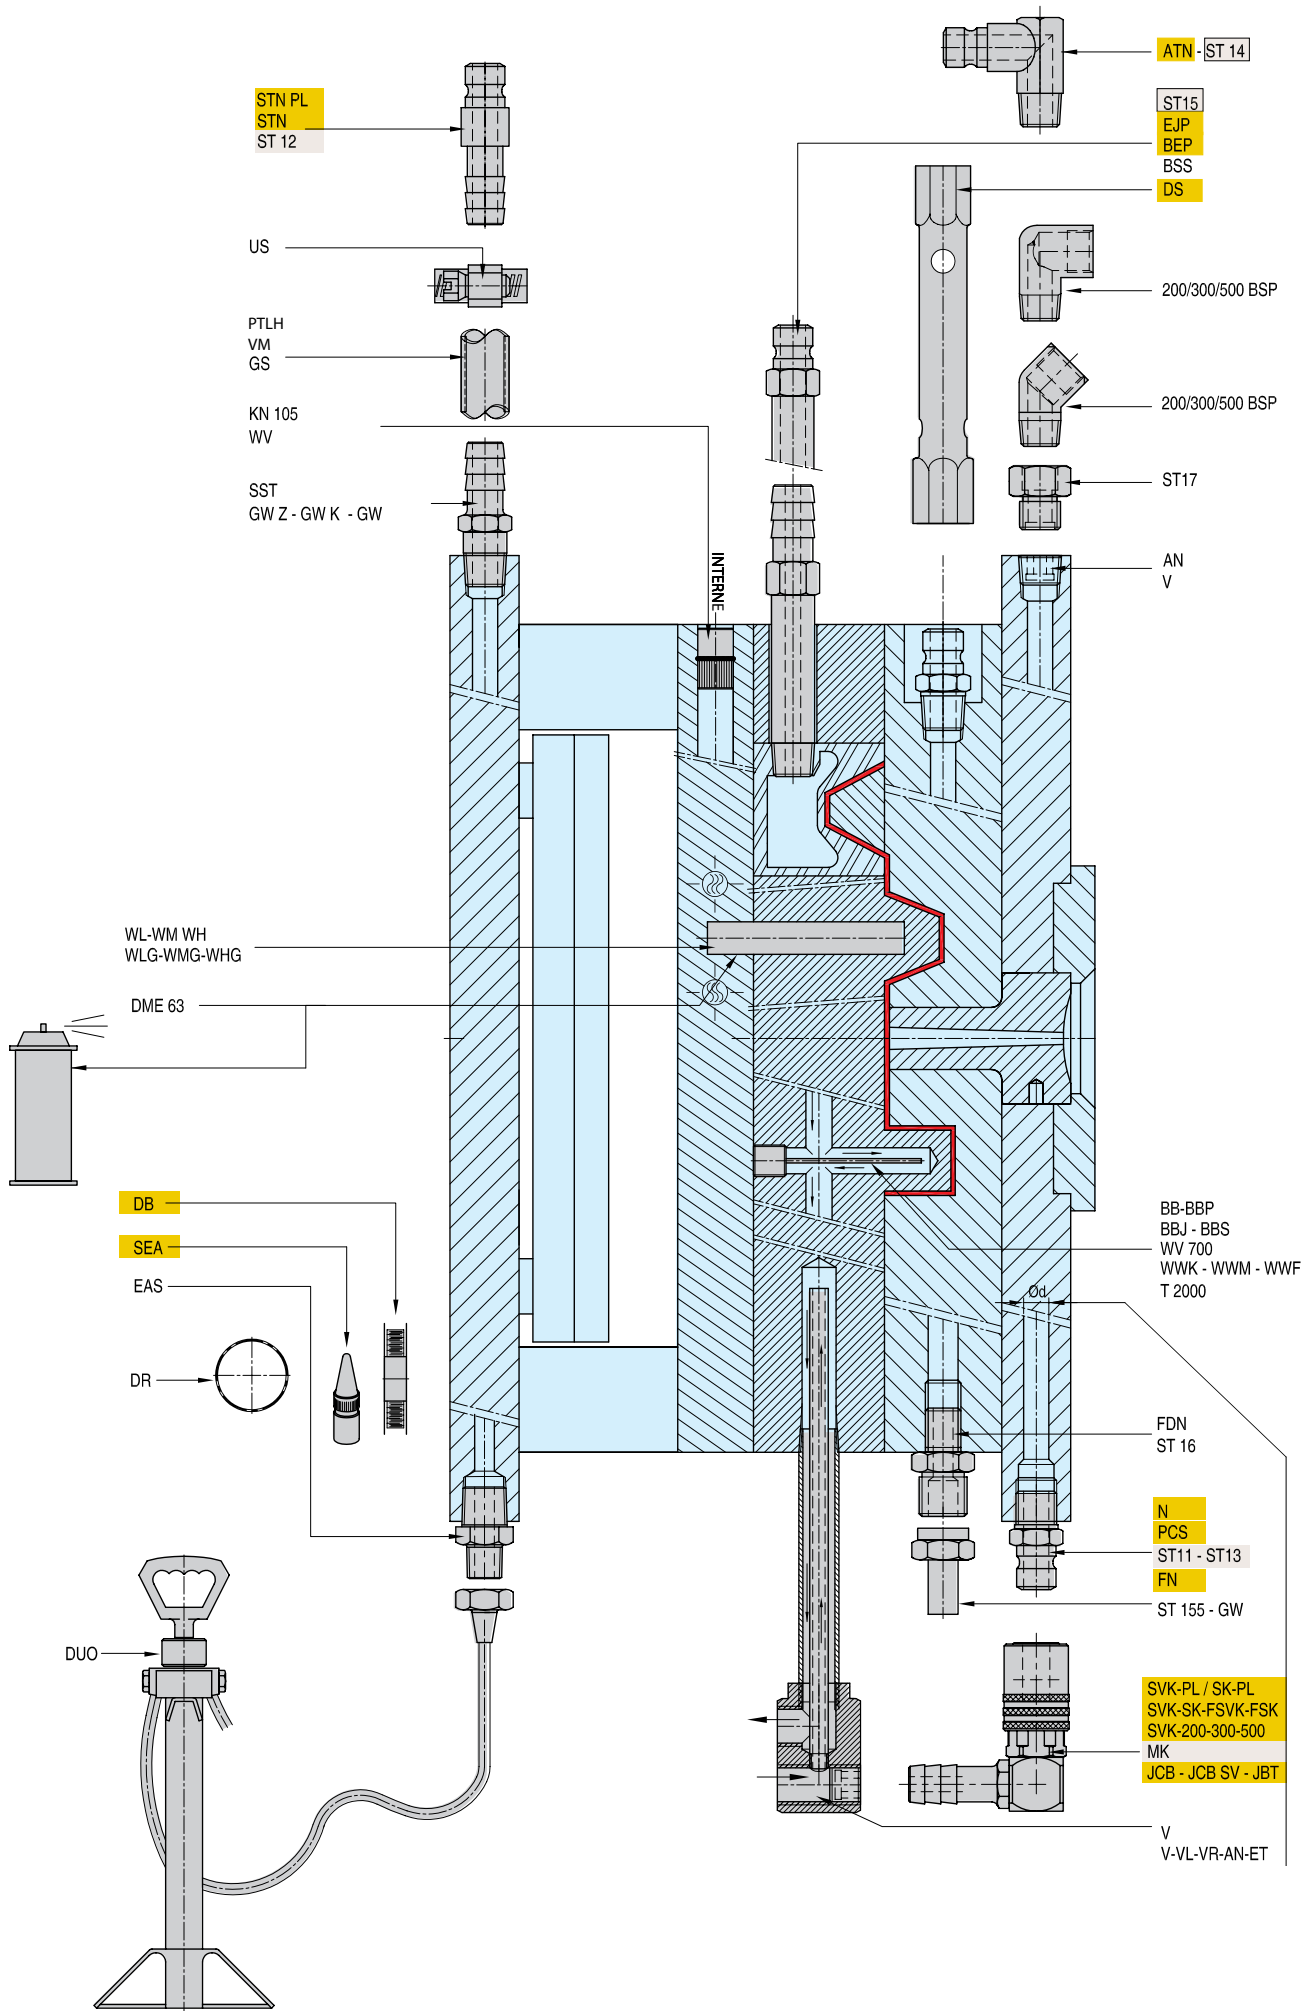 ATN - ST 14
STN PL
STN
ST 12
ST15
EJP
BEP
BSS
DS
US
200/300/500 BSP
PTLH
VM
GS
200/300/500 BSP
KN 105
WV
ST17
SST
GW Z - GW K - GW
INTERNE
AN
V
WL-WM WH
WLG-WMG-WHG
DME 63
DB
SEA
EAS
DR
BB-BBP
BBJ - BBS
WV 700
WWK - WWM - WWF
T 2000
Ød
FDN
ST 16
N
PCS
ST11 - ST13
FN
ST 155 - GW
DUO
SVK-PL / SK-PL
SVK-SK-FSVK-FSK
SVK-200-300-500
MK
JCB - JCB SV - JBT
V
V-VL-VR-AN-ET